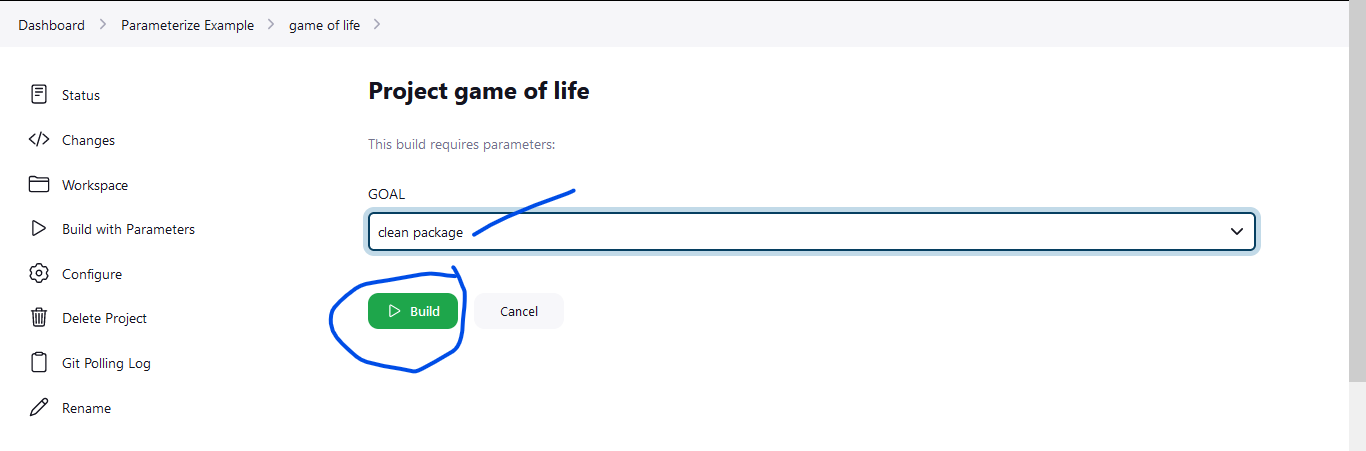 Dashboard Parameterize Example game of life
Status
Changes
Workspace
Build with Parameters
Configure
Delete Project
Git Polling Log
Rename
Project game of life
This build requires parameters:
GOAL
clean package
Build Cancel